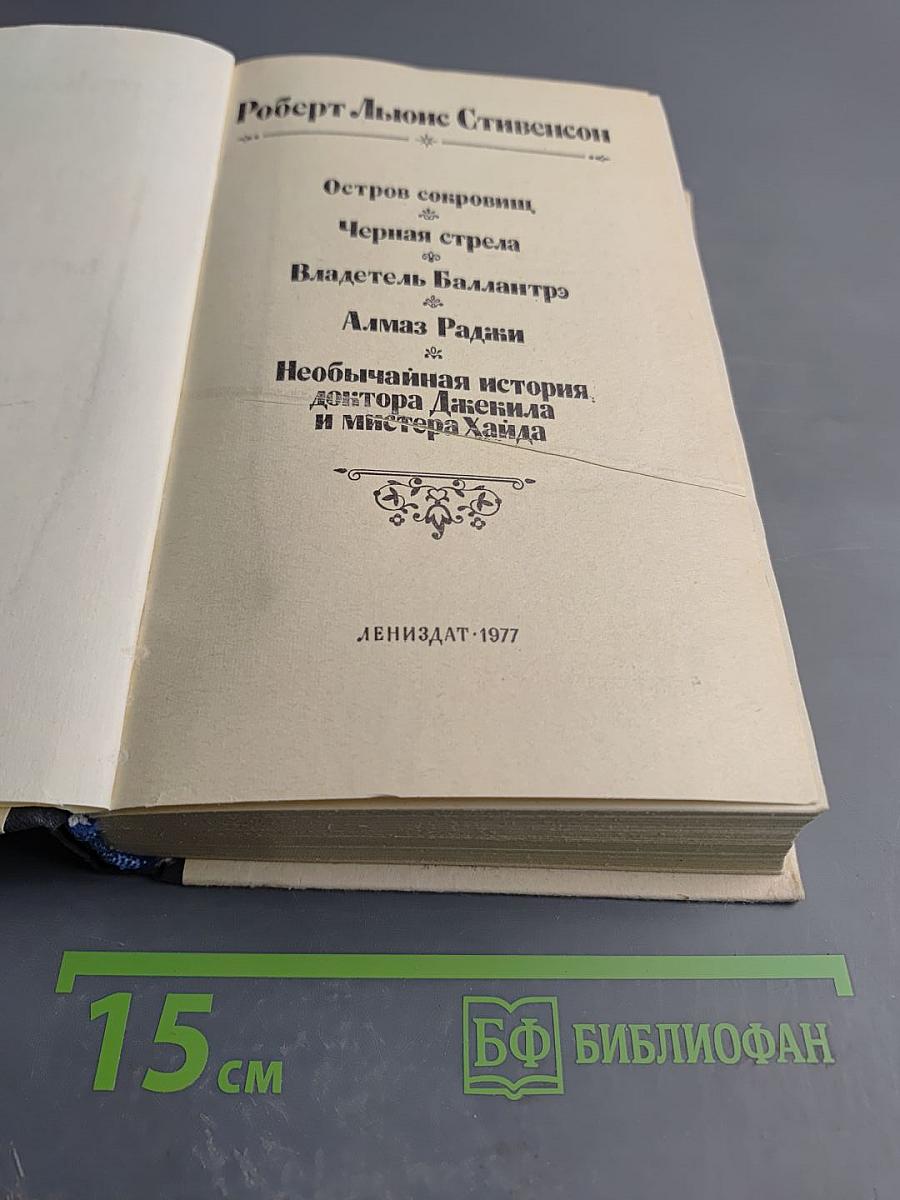 Роберт Льюис Стивенсон
Остров сокровищ
Черная стрела
Владетель Баллантрэ
Алмаз Раджи
Необычайная история
доктора Джекила
и мистера Хайда
ЛЕНИЗДАТ·1977
15 см
БФ БИБЛИОФАН